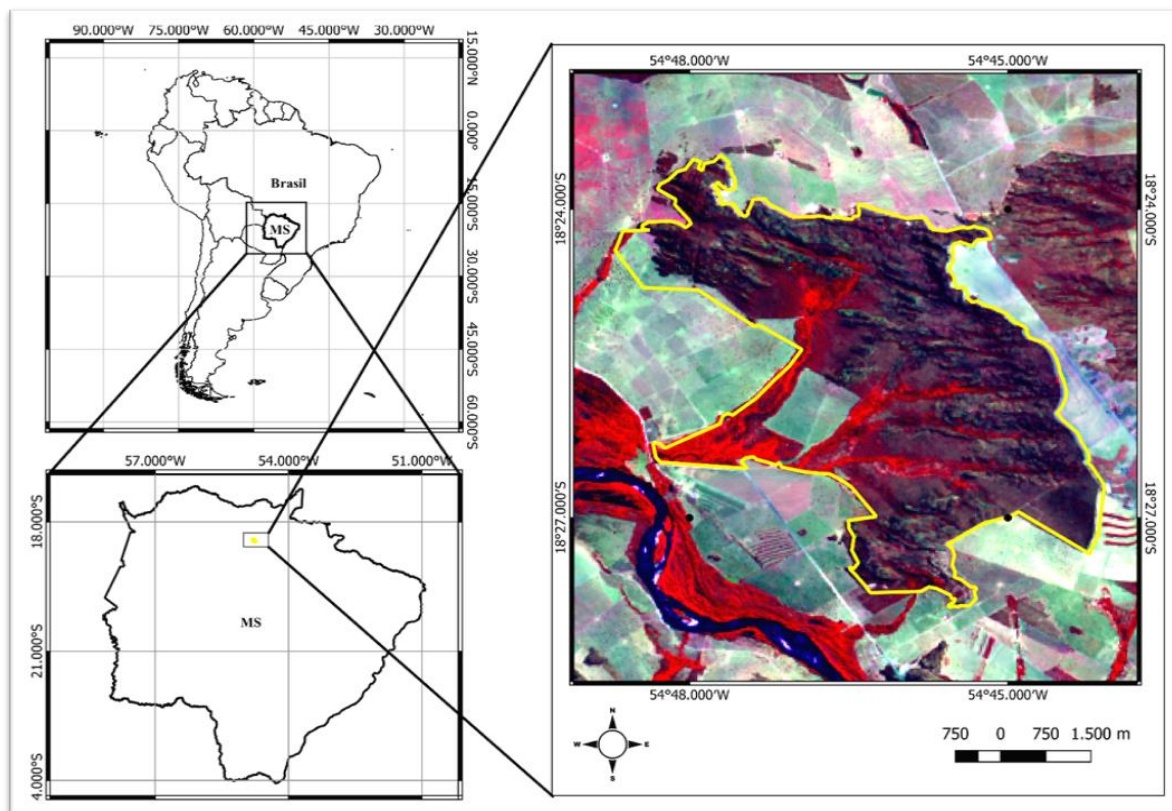 90.000°W 75.000°W 60.000°W 45.000°W 30.000°W
15.000°N
0.000°
15.000°S
30.000°S
45.000°S
60.000°S
Brasil
MS
57.000°W 54.000°W 51.000°W
18.000°S
21.000°S
4.000°S
MS
54°48.000'W 54°45.000'W
18°24.000'S 18°24.000'S
18°27.000'S 18°27.000'S
54°48.000'W 54°45.000'W
N
W E
S
750 0 750 1.500 m